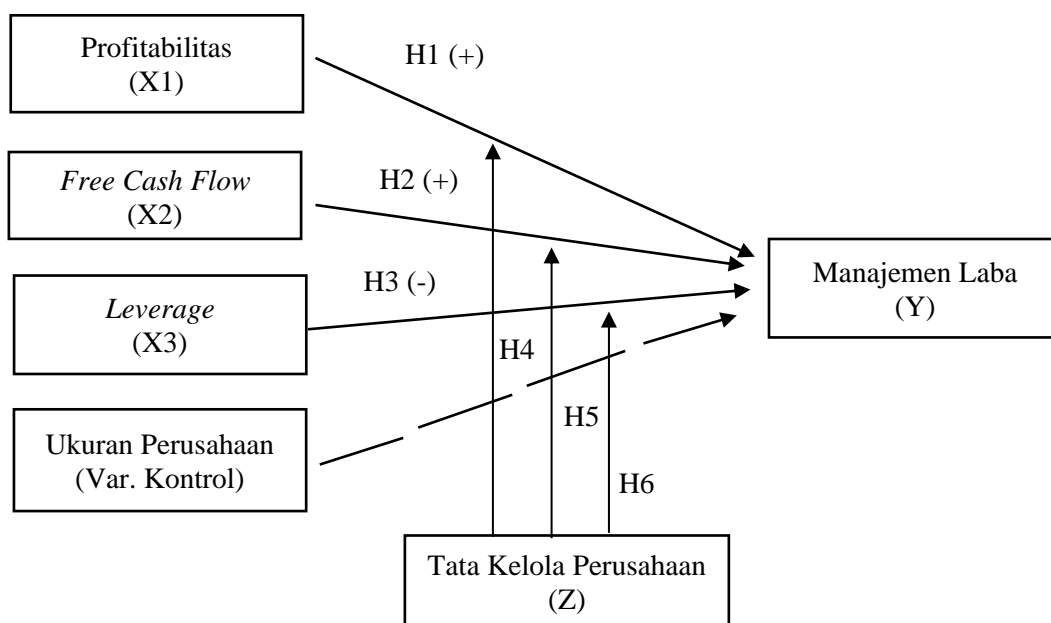 Profitabilitas
(X1)
H1 (+)
Free Cash Flow
(X2)
H2 (+)
Leverage
(X3)
H3 (-)
Manajemen Laba
(Y)
H4
H5
H6
Ukuran Perusahaan
(Var. Kontrol)
Tata Kelola Perusahaan
(Z)